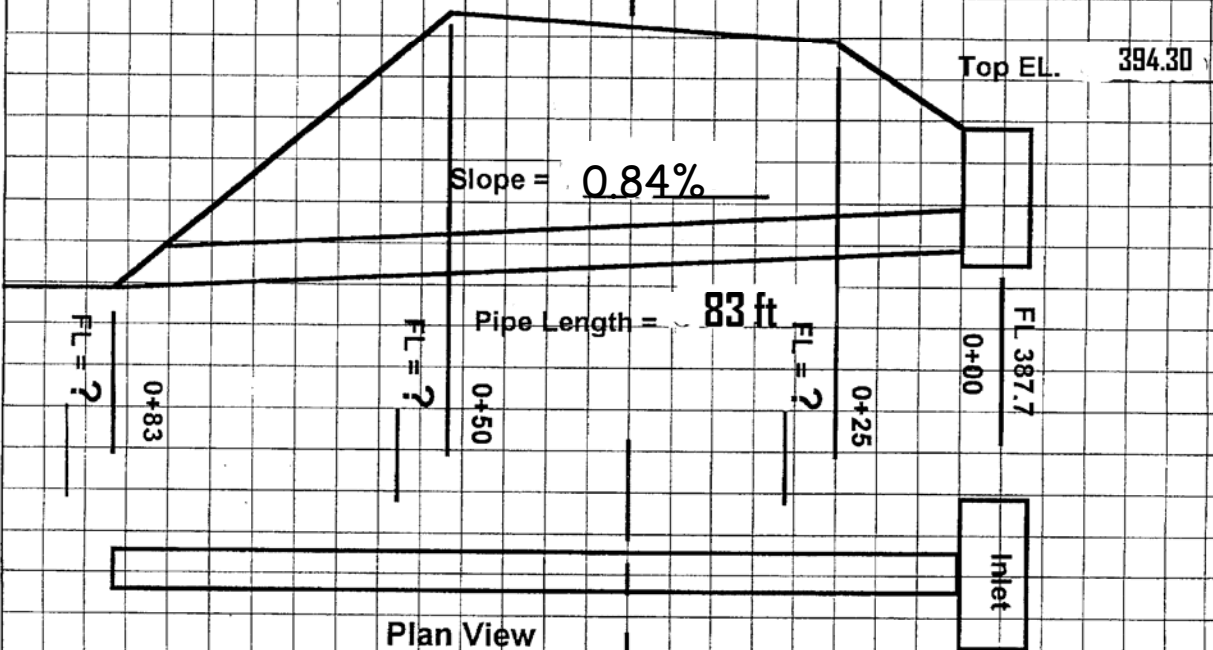 Top EL. 394.30
Slope = 0.84%
Pipe Length = 83 ft
FL = ?
0+83
FL = ?
0+50
FL = ?
0+25
FL 387.7
0+00
Inlet
Plan View